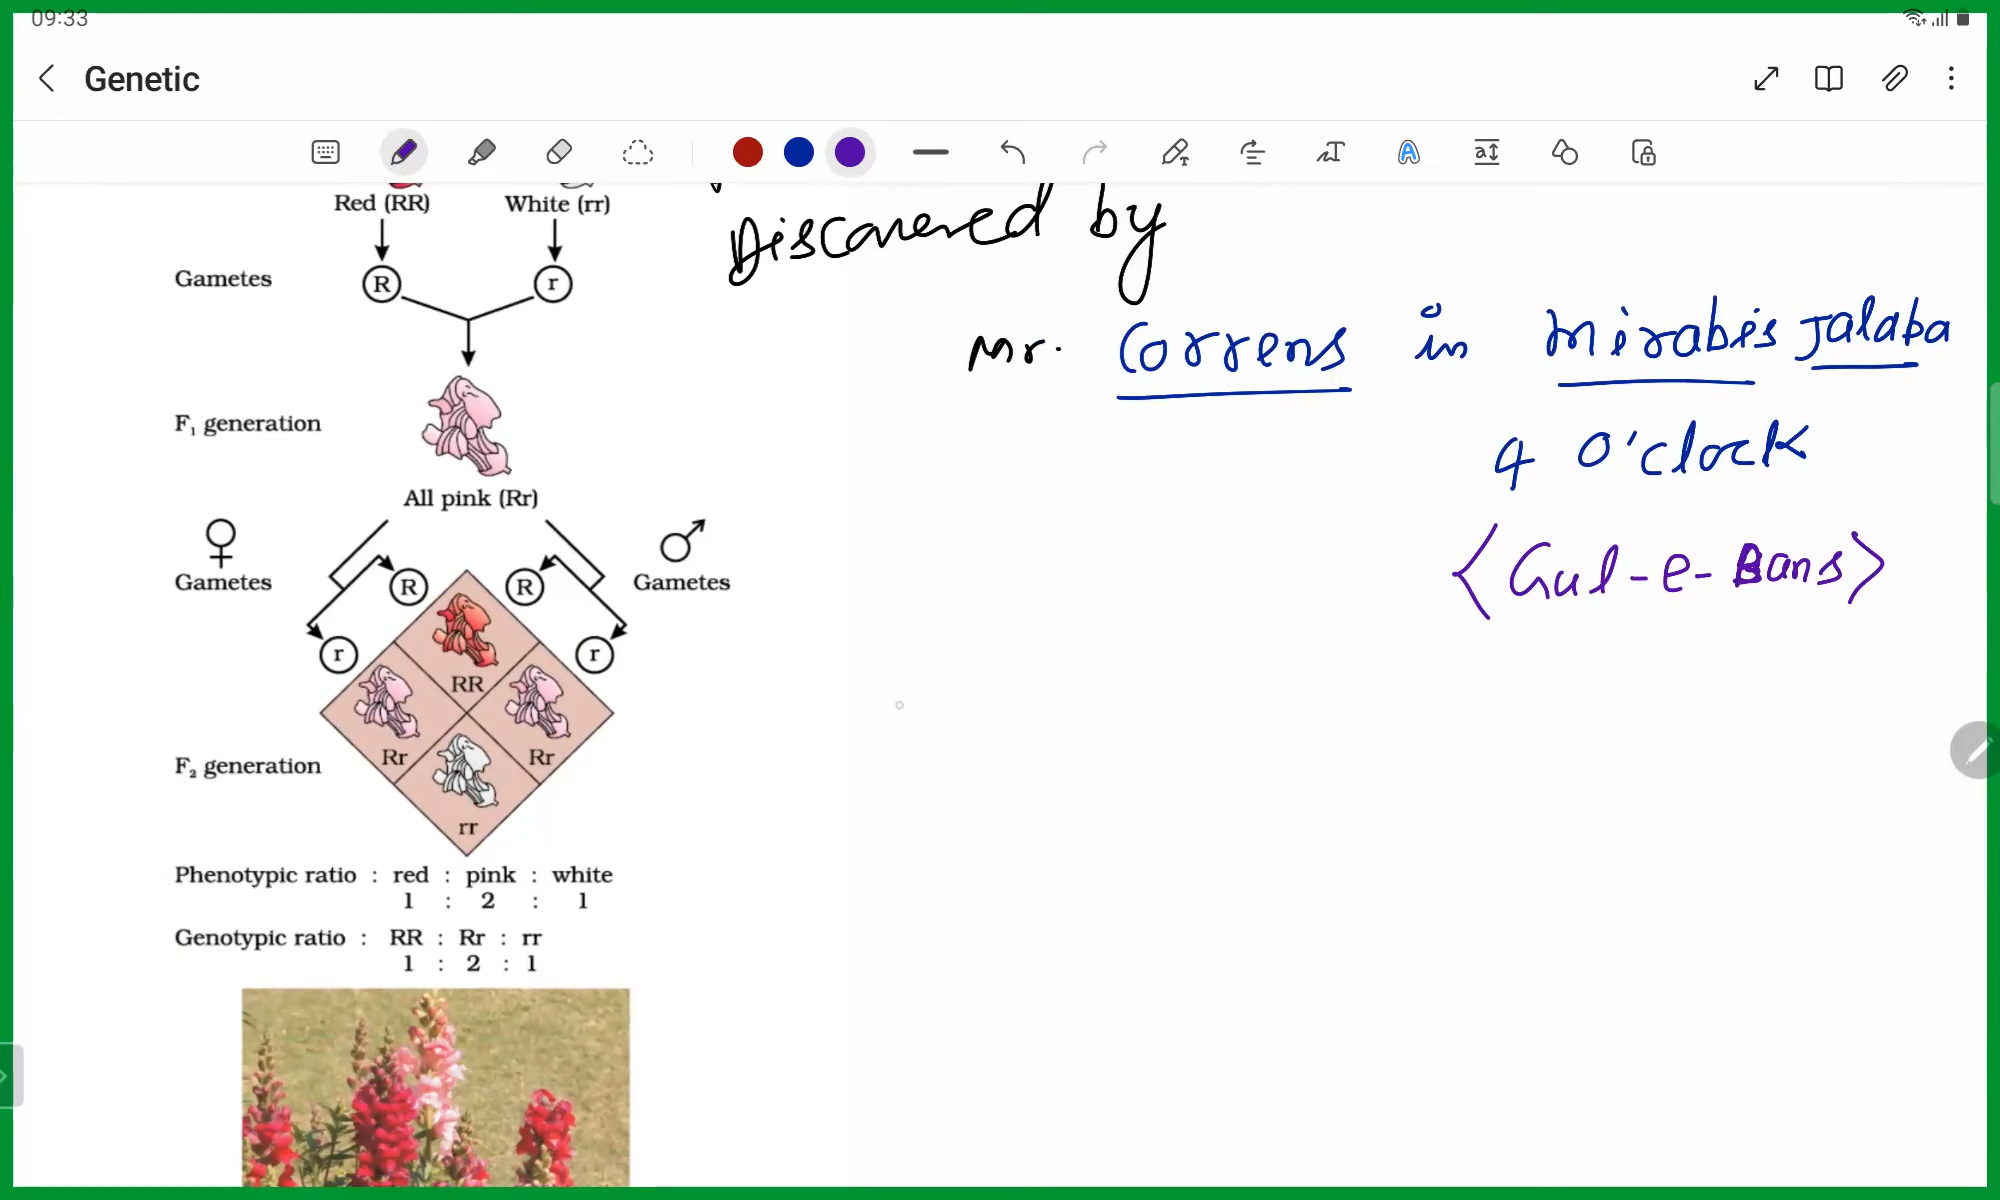 09:33
Genetic
Red (RR) White (rr)
Gametes R r
F₁ generation
All pink (Rr)
Gametes R R Gametes
r r
RR
Rr Rr
F₂ generation
rr
Phenotypic ratio : red : pink : white
1 : 2 : 1
Genotypic ratio : RR : Rr : rr
1 : 2 : 1
Discovered by
Mr. Correns in Mirabis Jalaba
4 O'clock
<Gul-e-Bans>